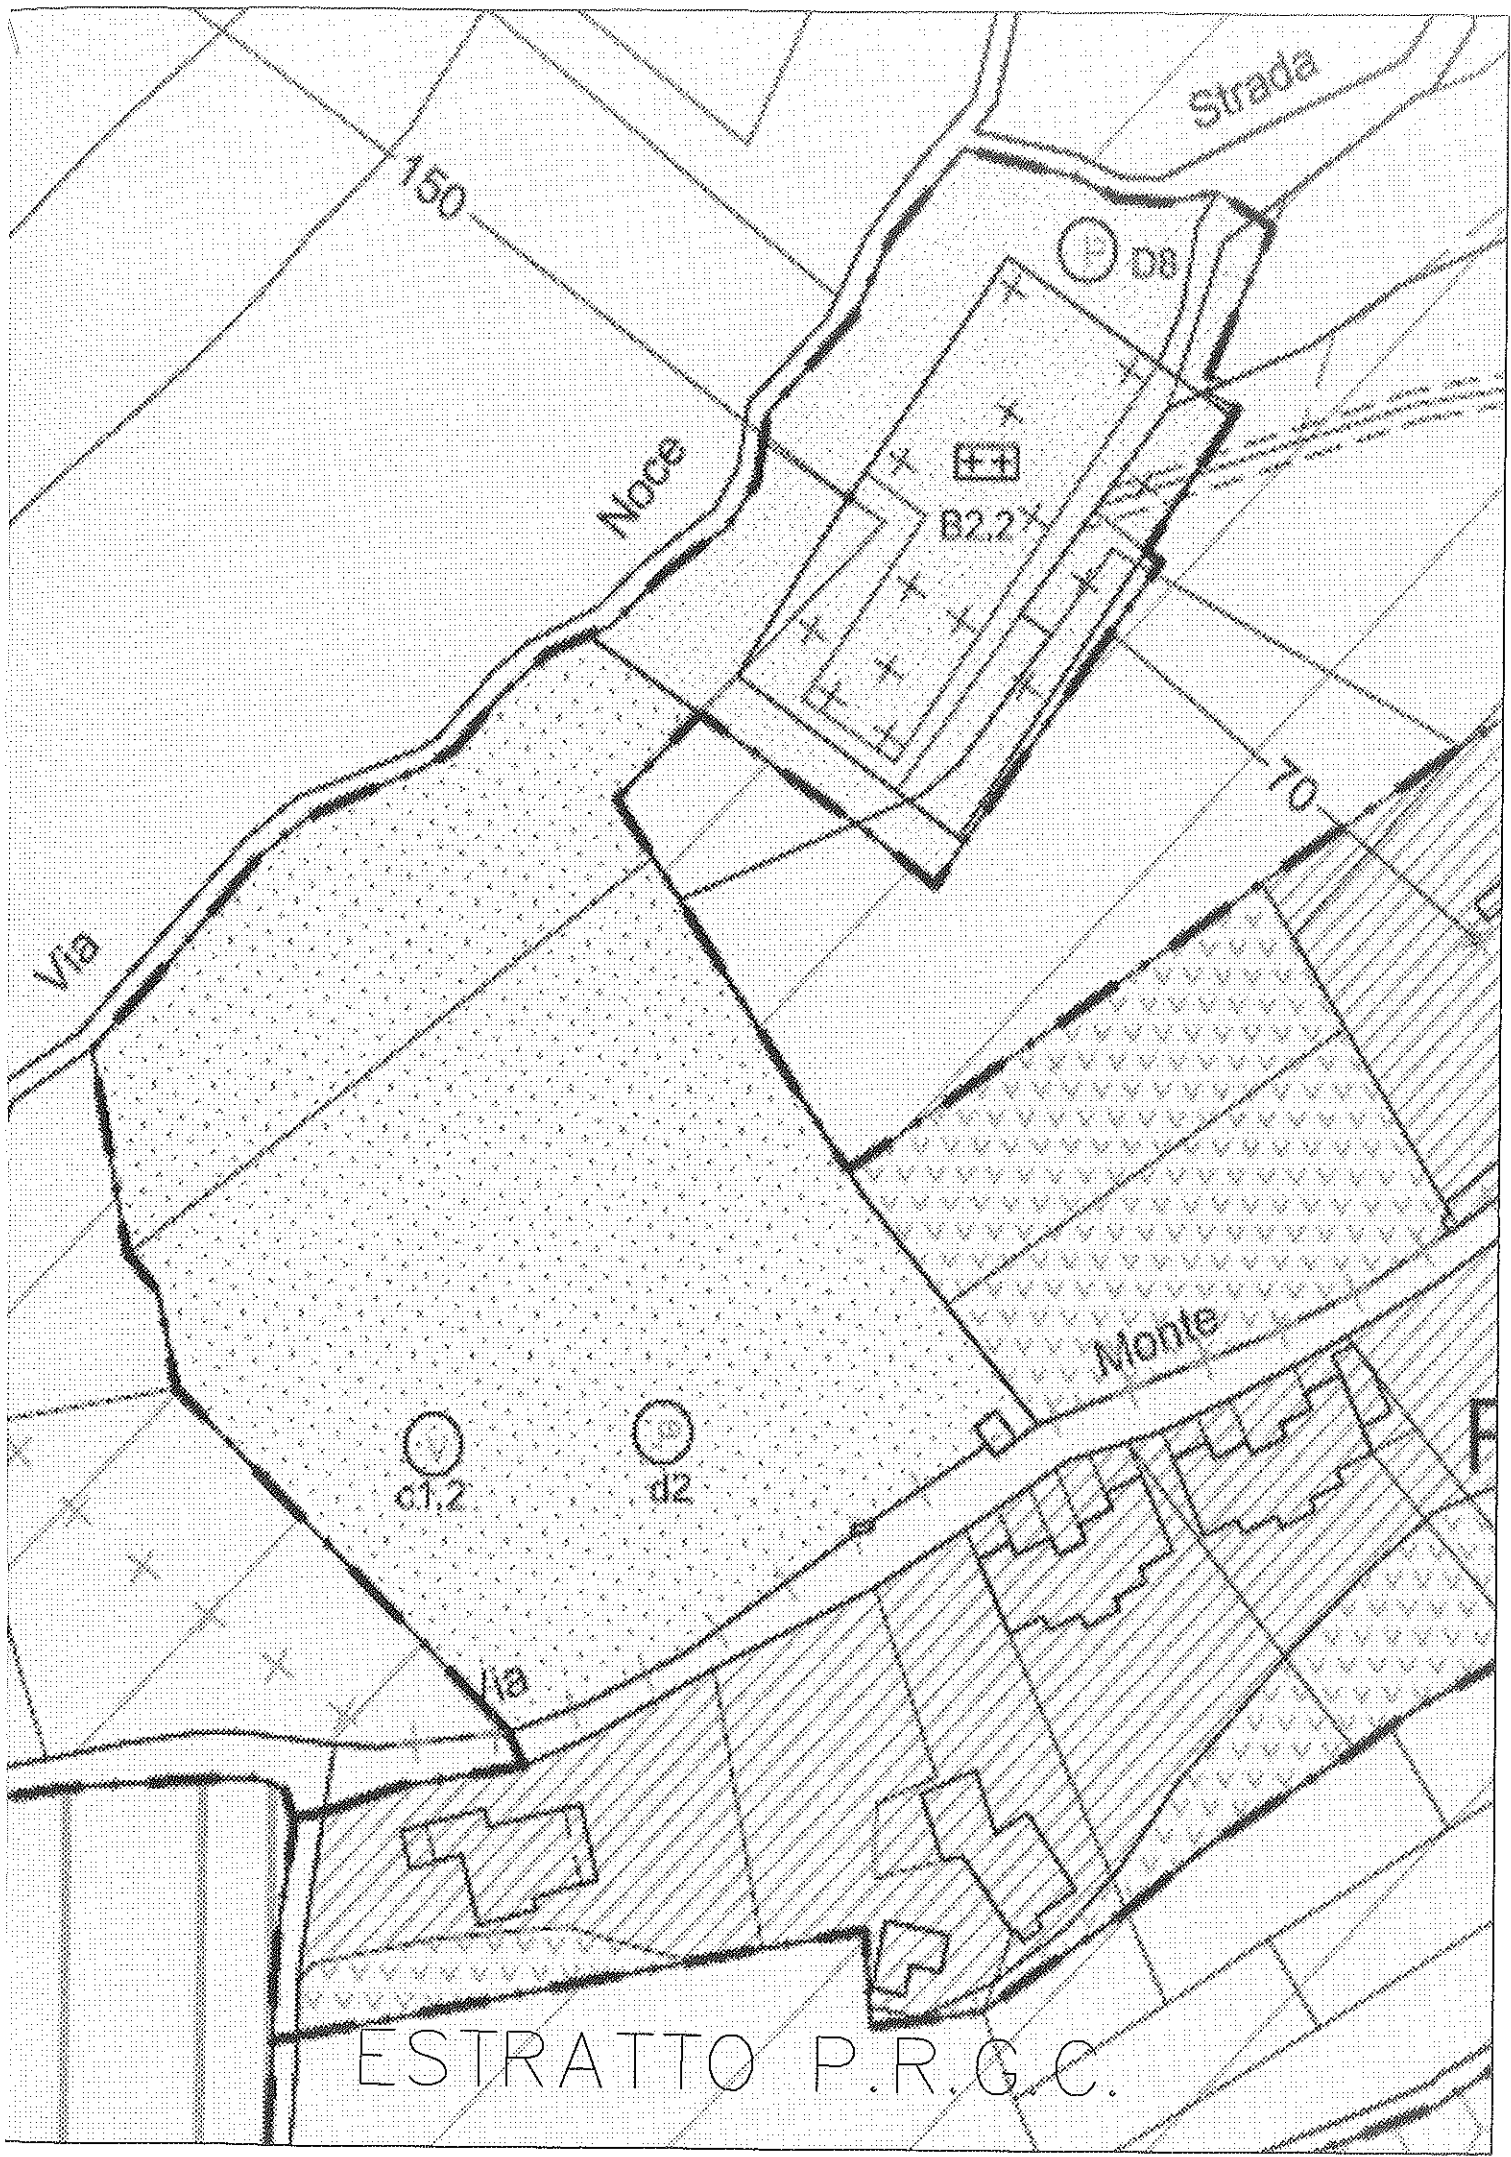 Strada
150
P D8
Noce
B2,2
70
Via
Monte
V
c1,2
d2
Via
ESTRATTO P.R.G.C.